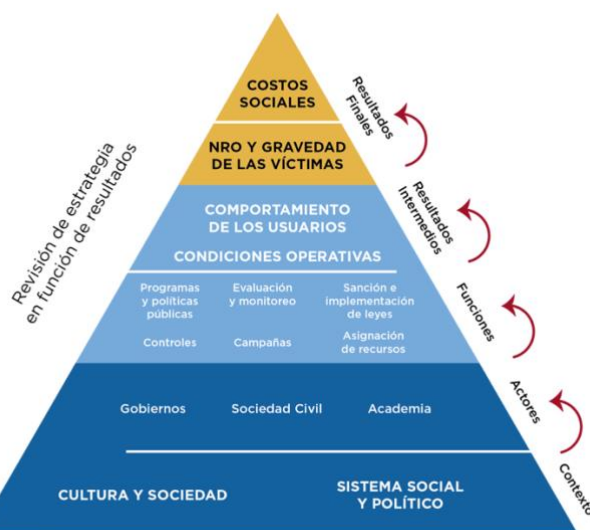 COSTOS
SOCIALES
NRO Y GRAVEDAD
DE LAS VÍCTIMAS
COMPORTAMIENTO
DE LOS USUARIOS
CONDICIONES OPERATIVAS
Programas
y políticas
públicas
Evaluación
y monitoreo
Sanción e
implementación
de leyes
Controles
Campañas
Asignación
de recursos
Gobiernos
Sociedad Civil
Academia
CULTURA Y SOCIEDAD
SISTEMA SOCIAL
Y POLÍTICO
Revisión de estrategia
en función de resultados
Resultados
Finales
Resultados
Intermedios
Funciones
Actores
Contexto